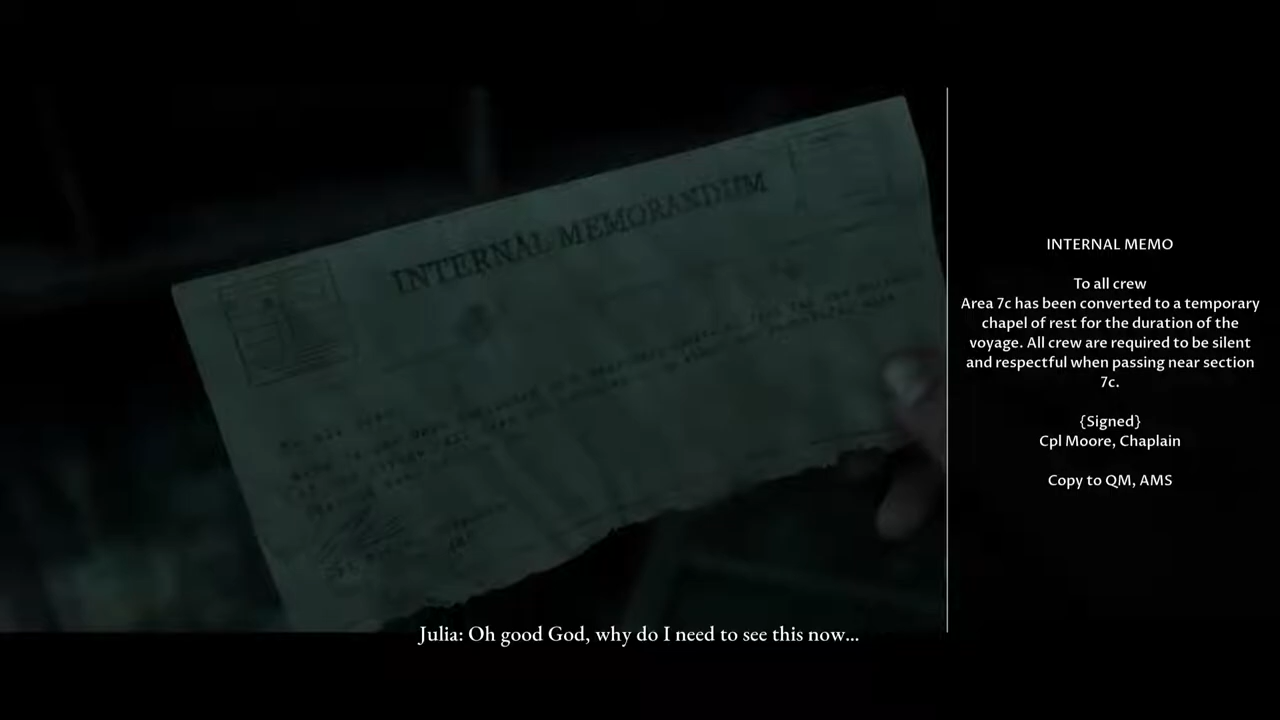 INTERNAL MEMORANDUM
INTERNAL MEMO
To all crew
Area 7c has been converted to a temporary
chapel of rest for the duration of the
voyage. All crew are required to be silent
and respectful when passing near section
7c.
{Signed}
Cpl Moore, Chaplain
Copy to QM, AMS
Julia: Oh good God, why do I need to see this now...